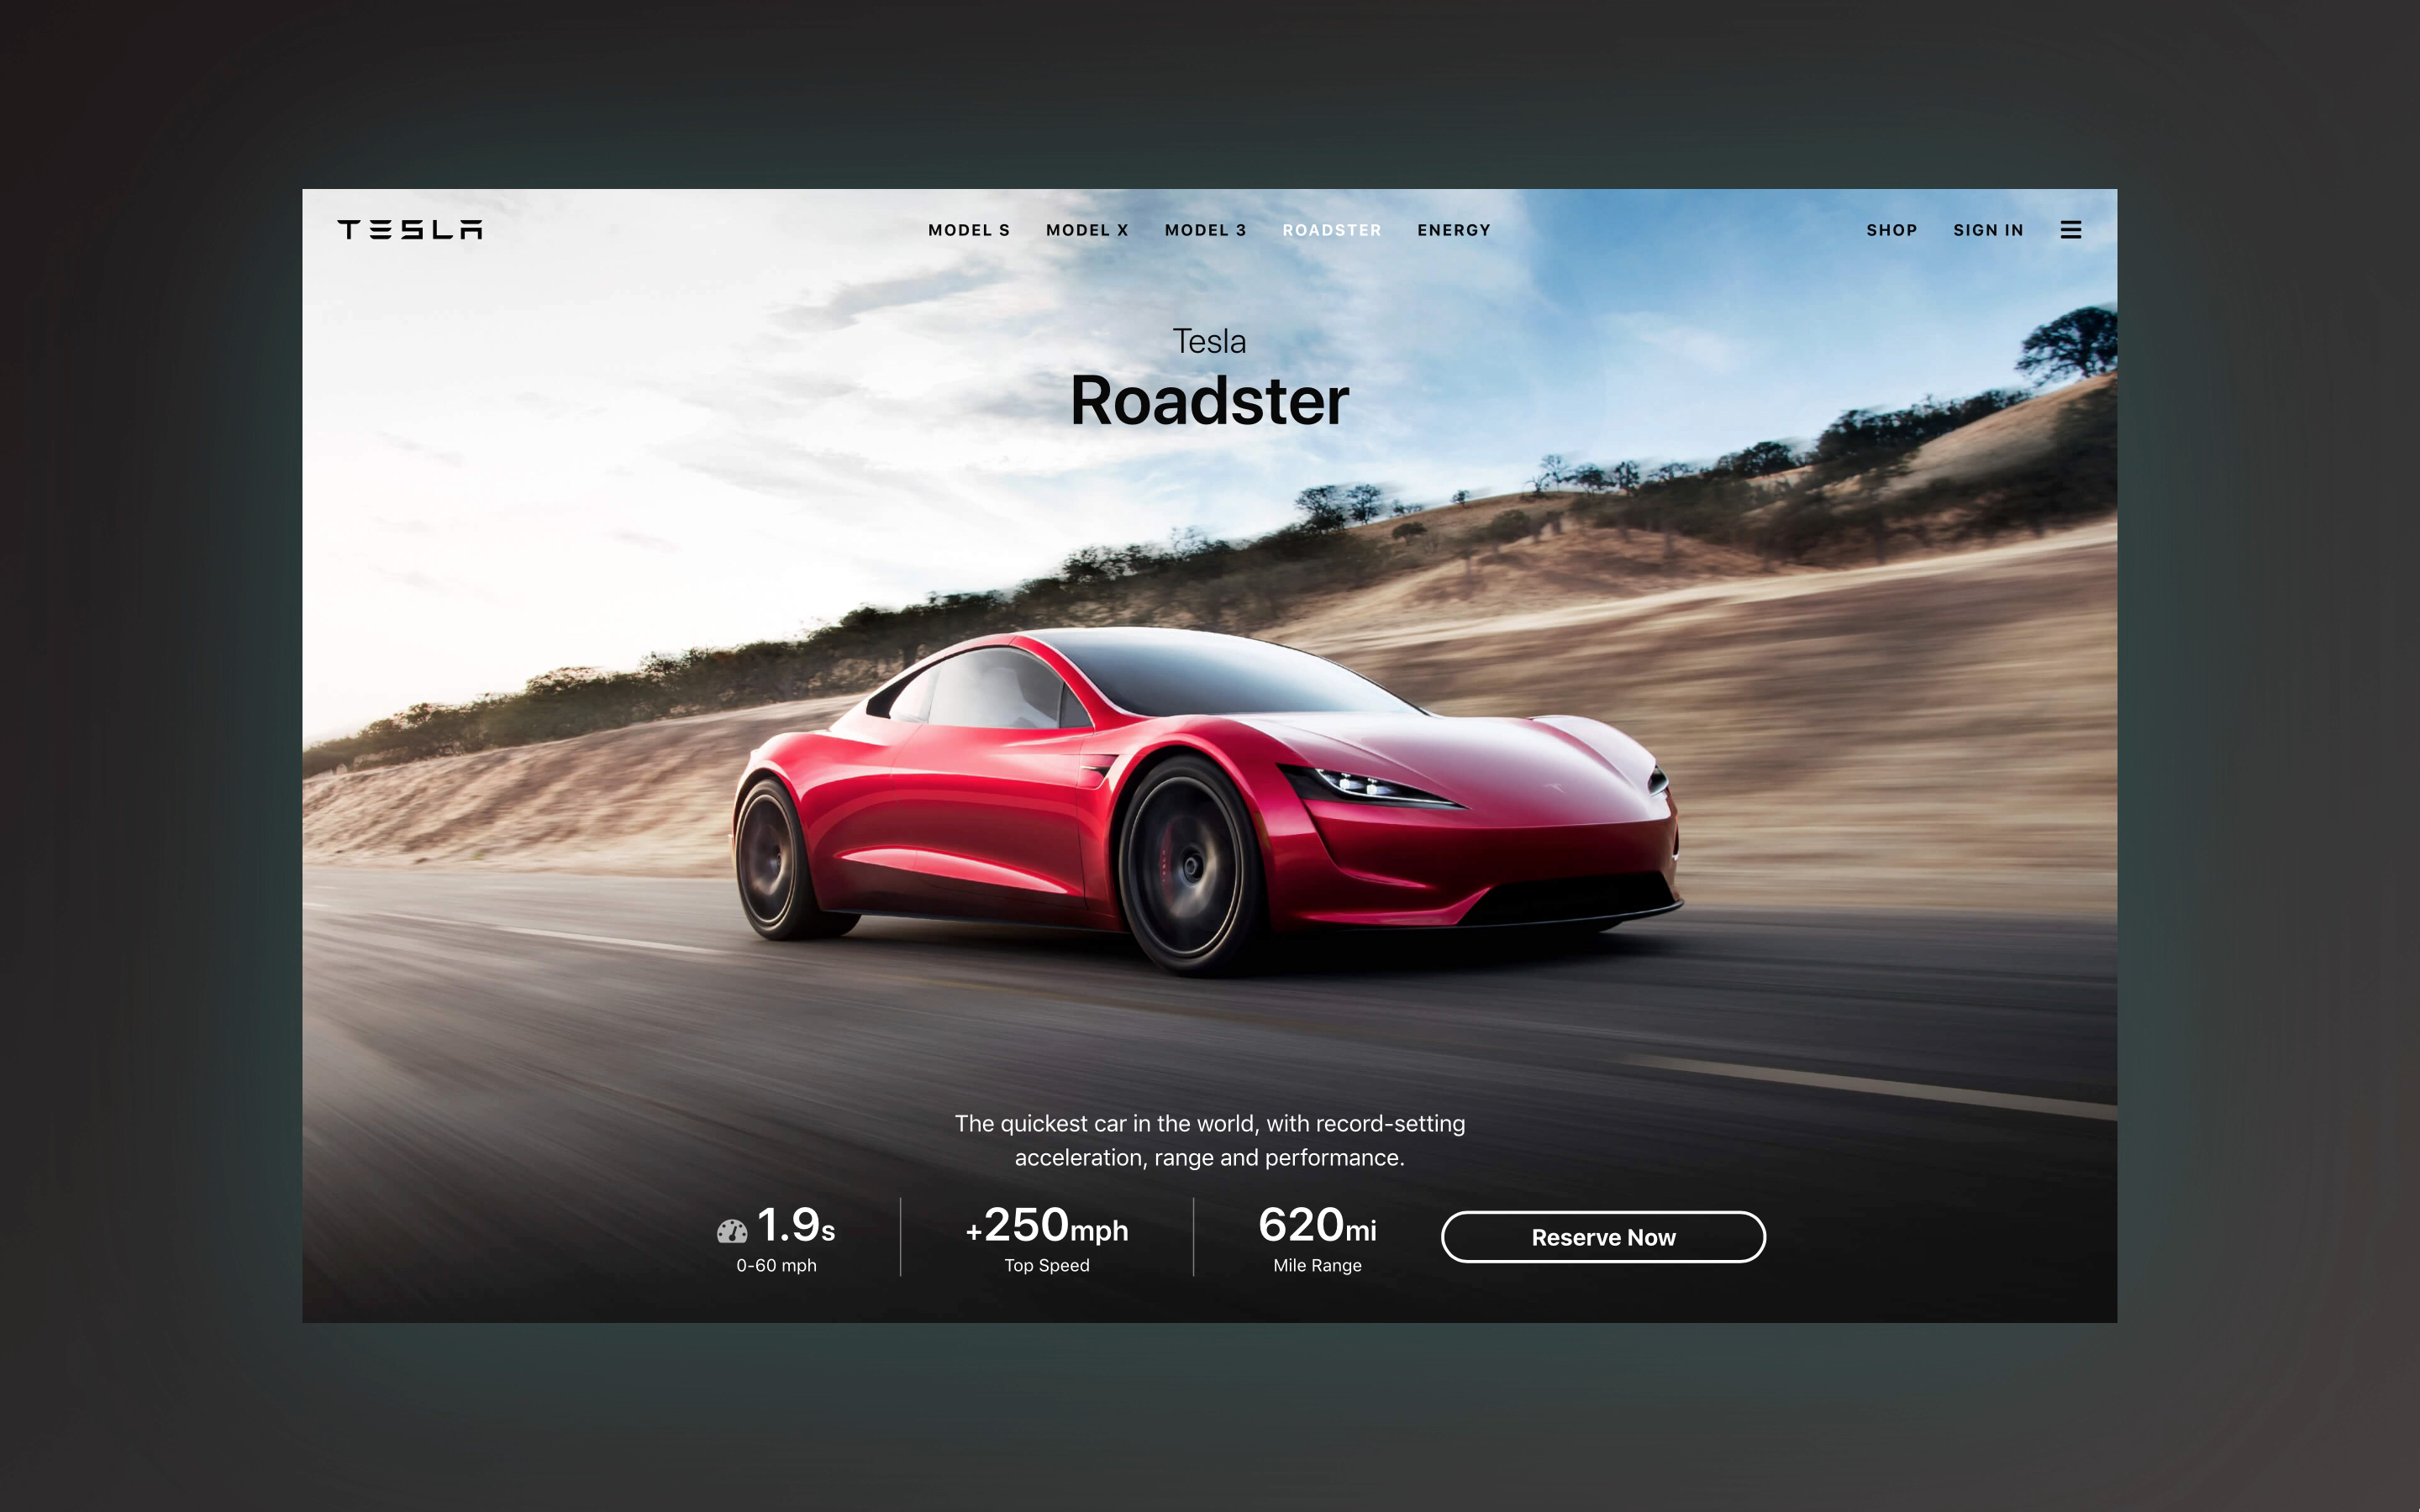 TESLA
MODEL S MODEL X MODEL 3 ROADSTER ENERGY
SHOP SIGN IN
Tesla
Roadster
The quickest car in the world, with record-setting
acceleration, range and performance.
1.9s
0-60 mph
+250mph
Top Speed
620mi
Mile Range
Reserve Now